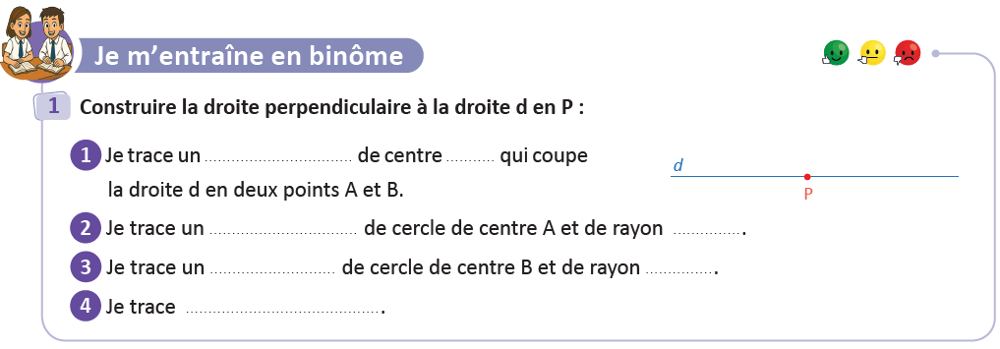 Je m’entraîne en binôme
1 Construire la droite perpendiculaire à la droite d en P :
1 Je trace un ................................. de centre ........... qui coupe
la droite d en deux points A et B.
d
P
2 Je trace un ................................. de cercle de centre A et de rayon ...............
3 Je trace un ............................. de cercle de centre B et de rayon ...............
4 Je trace ............................................